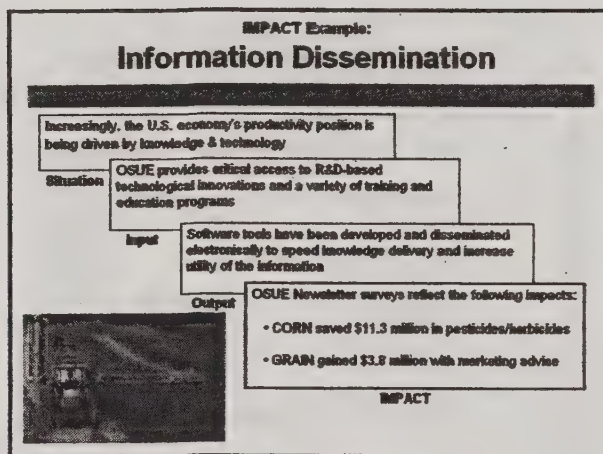 IMPACT Example:
Information Dissemination
Increasingly, the U.S. economy's productivity position is
being driven by knowledge & technology
Situation
OSUE provides critical access to R&D-based
technological innovations and a variety of training and
education programs
Input
Software tools have been developed and disseminated
electronically to speed knowledge delivery and increase
utility of the information
Output
OSUE Newsletter surveys reflect the following impacts:
• CORN saved $11.3 million in pesticides/herbicides
• GRAIN gained $3.8 million with marketing advise
IMPACT